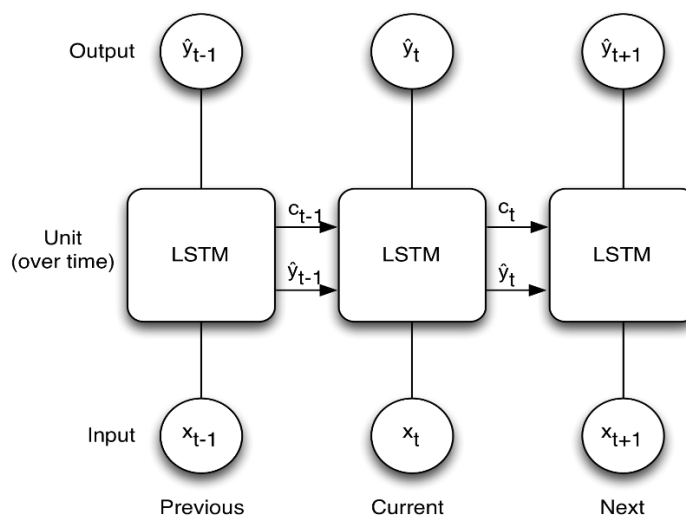 Output ŷt-1 ŷt ŷt+1
ct-1 ct
Unit
(over time) LSTM LSTM LSTM
ŷt-1 ŷt
Input xt-1 xt xt+1
Previous Current Next